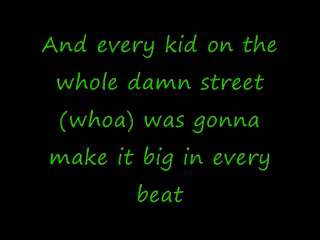 And every kid on the
whole damn street
(whoa) was gonna
make it big in every
beat